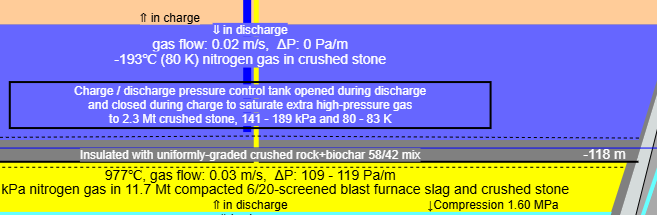 ⇑ in charge
⇓ in discharge
gas flow: 0.02 m/s, ΔP: 0 Pa/m
-193℃ (80 K) nitrogen gas in crushed stone
Charge / discharge pressure control tank opened during discharge
and closed during charge to saturate extra high-pressure gas
to 2.3 Mt crushed stone, 141 - 189 kPa and 80 - 83 K
Insulated with uniformly-graded crushed rock+biochar 58/42 mix
-118 m
977℃, gas flow: 0.03 m/s, ΔP: 109 - 119 Pa/m
kPa nitrogen gas in 11.7 Mt compacted 6/20-screened blast furnace slag and crushed stone
⇑ in discharge
↓Compression 1.60 MPa